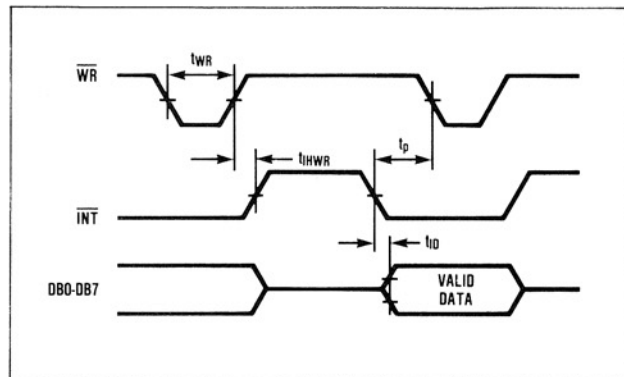 tWR
WR
tp
tIHWR
INT
tID
DB0-DB7
VALID
DATA